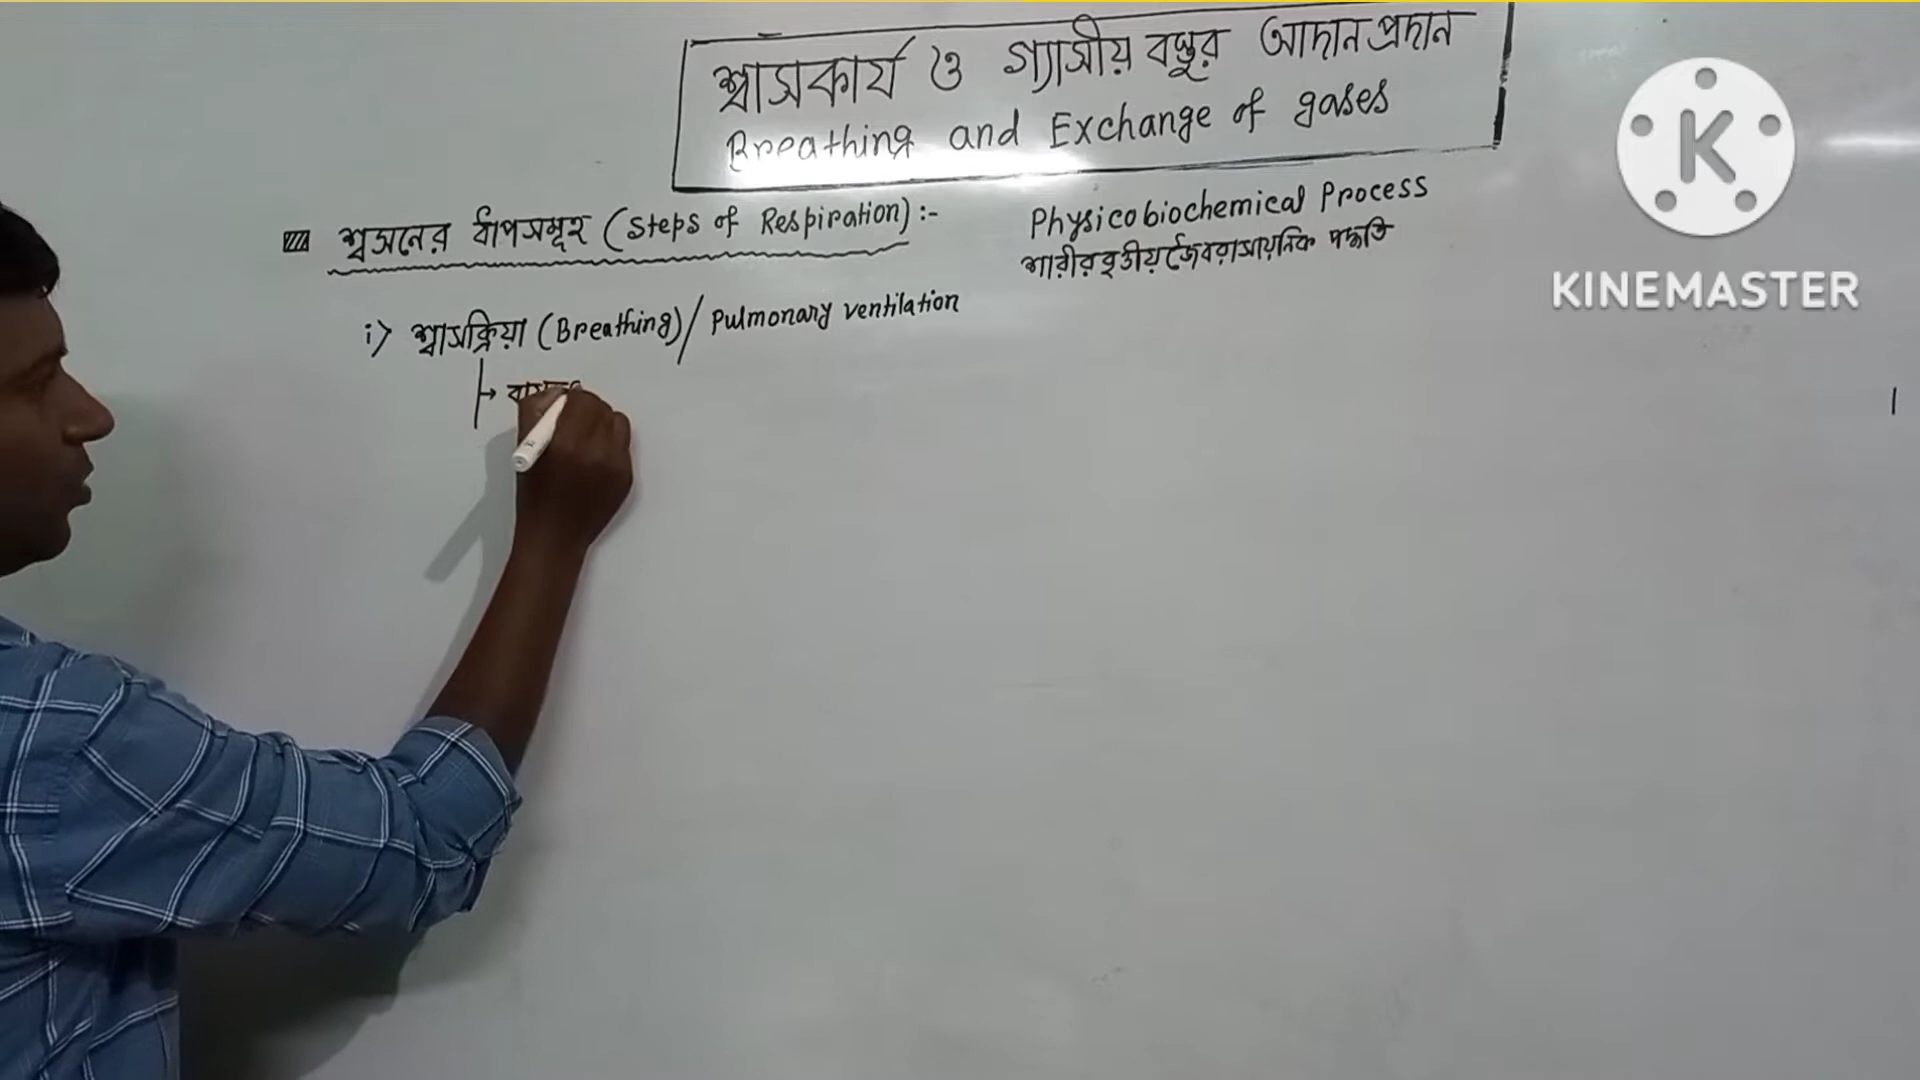 শ্বাসকার্য ও গ্যাসীয় বস্তুর আদান প্রদান
Breathing and Exchange of gases
শ্বসনের ধাপসমূহ (Steps of Respiration) :-
Physicobiochemical Process
শারীরবৃত্তীয় জৈবরাসায়নিক পদ্ধতি
i) শ্বাসক্রিয়া (Breathing) / Pulmonary ventilation
K
KINEMASTER